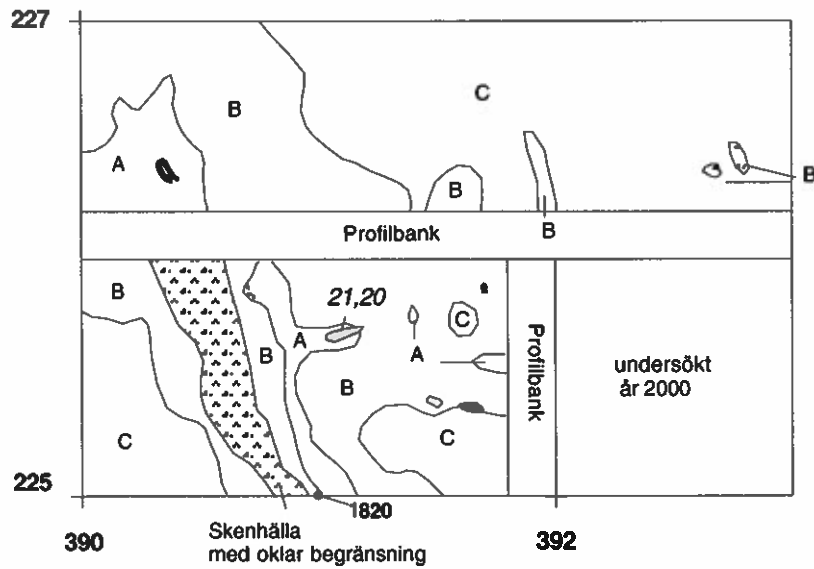 227
C
B
A
B
B
Profilbank
B
B
21,20
C
A
A
B
Profilbank
undersökt
år 2000
B
C
C
225
1820
390
Skenhälla
med oklar begränsning
392